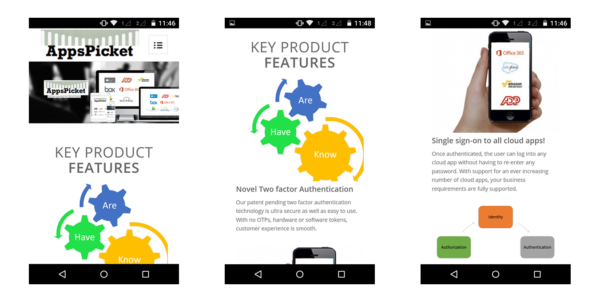 11:46
AppsPicket
AppsPicket
box
Office 365
ADP
box
KEY PRODUCT
FEATURES
Are
Have
Know
11:48
KEY PRODUCT
FEATURES
Are
Have
Know
Novel Two factor Authentication
Our patent pending two factor authentication
technology is ultra secure as well as easy to use.
With no OTPs, hardware or software tokens,
customer experience is smooth.
11:46
Office 365
salesforce
amazon
ADP
Single sign-on to all cloud apps!
Once authenticated, the user can log into any
cloud app without having to re-enter any
password. With support for an ever increasing
number of cloud apps, your business
requirements are fully supported.
Identity
Authorization
Authentication